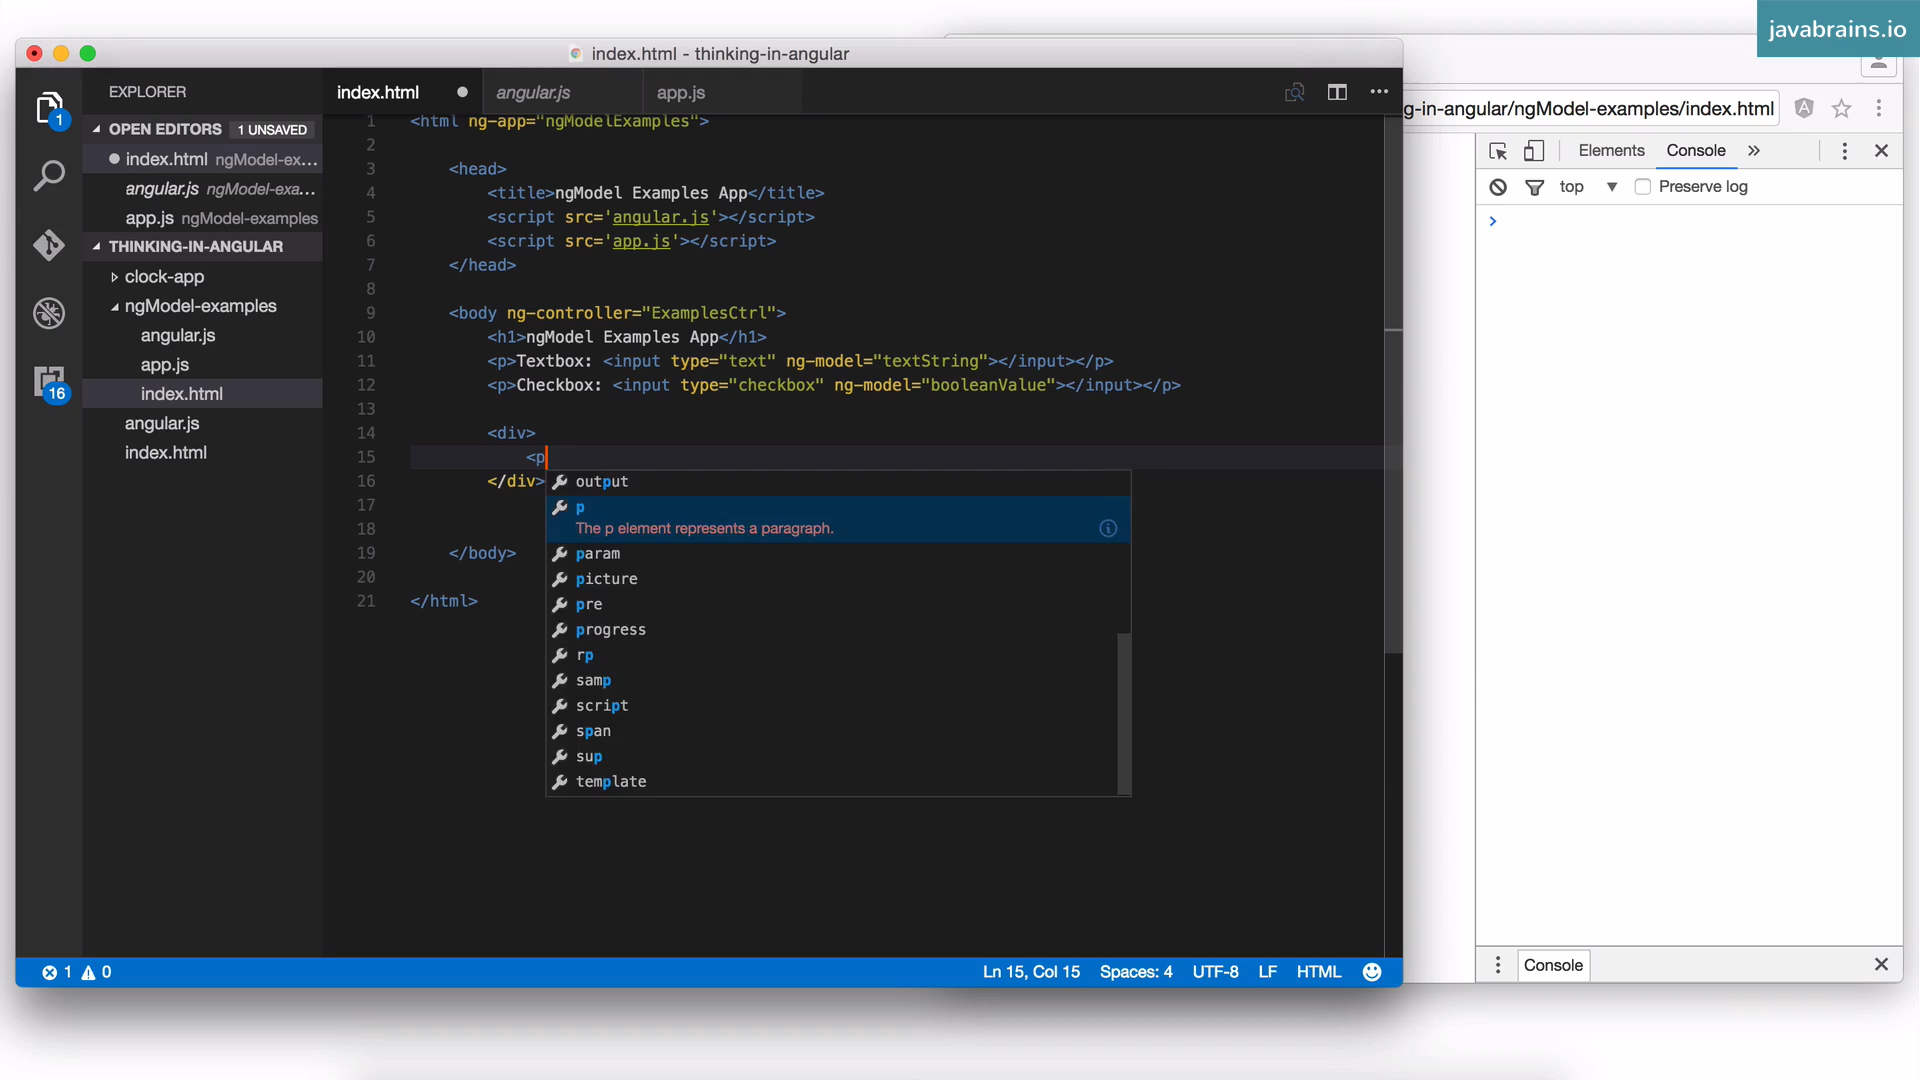 javabrains.io
index.html - thinking-in-angular
EXPLORER
OPEN EDITORS 1 UNSAVED
index.html ngModel-ex...
angular.js ngModel-exa...
app.js ngModel-examples
THINKING-IN-ANGULAR
clock-app
ngModel-examples
angular.js
app.js
index.html
angular.js
index.html
1
16
index.html angular.js app.js
1 <html ng-app="ngModelExamples">
2
3 <head>
4 <title>ngModel Examples App</title>
5 <script src='angular.js'></script>
6 <script src='app.js'></script>
7 </head>
8
9 <body ng-controller="ExamplesCtrl">
10 <h1>ngModel Examples App</h1>
11 <p>Textbox: <input type="text" ng-model="textString"></input></p>
12 <p>Checkbox: <input type="checkbox" ng-model="booleanValue"></input></p>
13
14 <div>
15 <p
16 </div>
17
18
19 </body>
20
21 </html>
output
p
The p element represents a paragraph.
param
picture
pre
progress
rp
samp
script
span
sup
template
1 0
Ln 15, Col 15 Spaces: 4 UTF-8 LF HTML
g-in-angular/ngModel-examples/index.html
Elements Console »
top Preserve log
>
Console